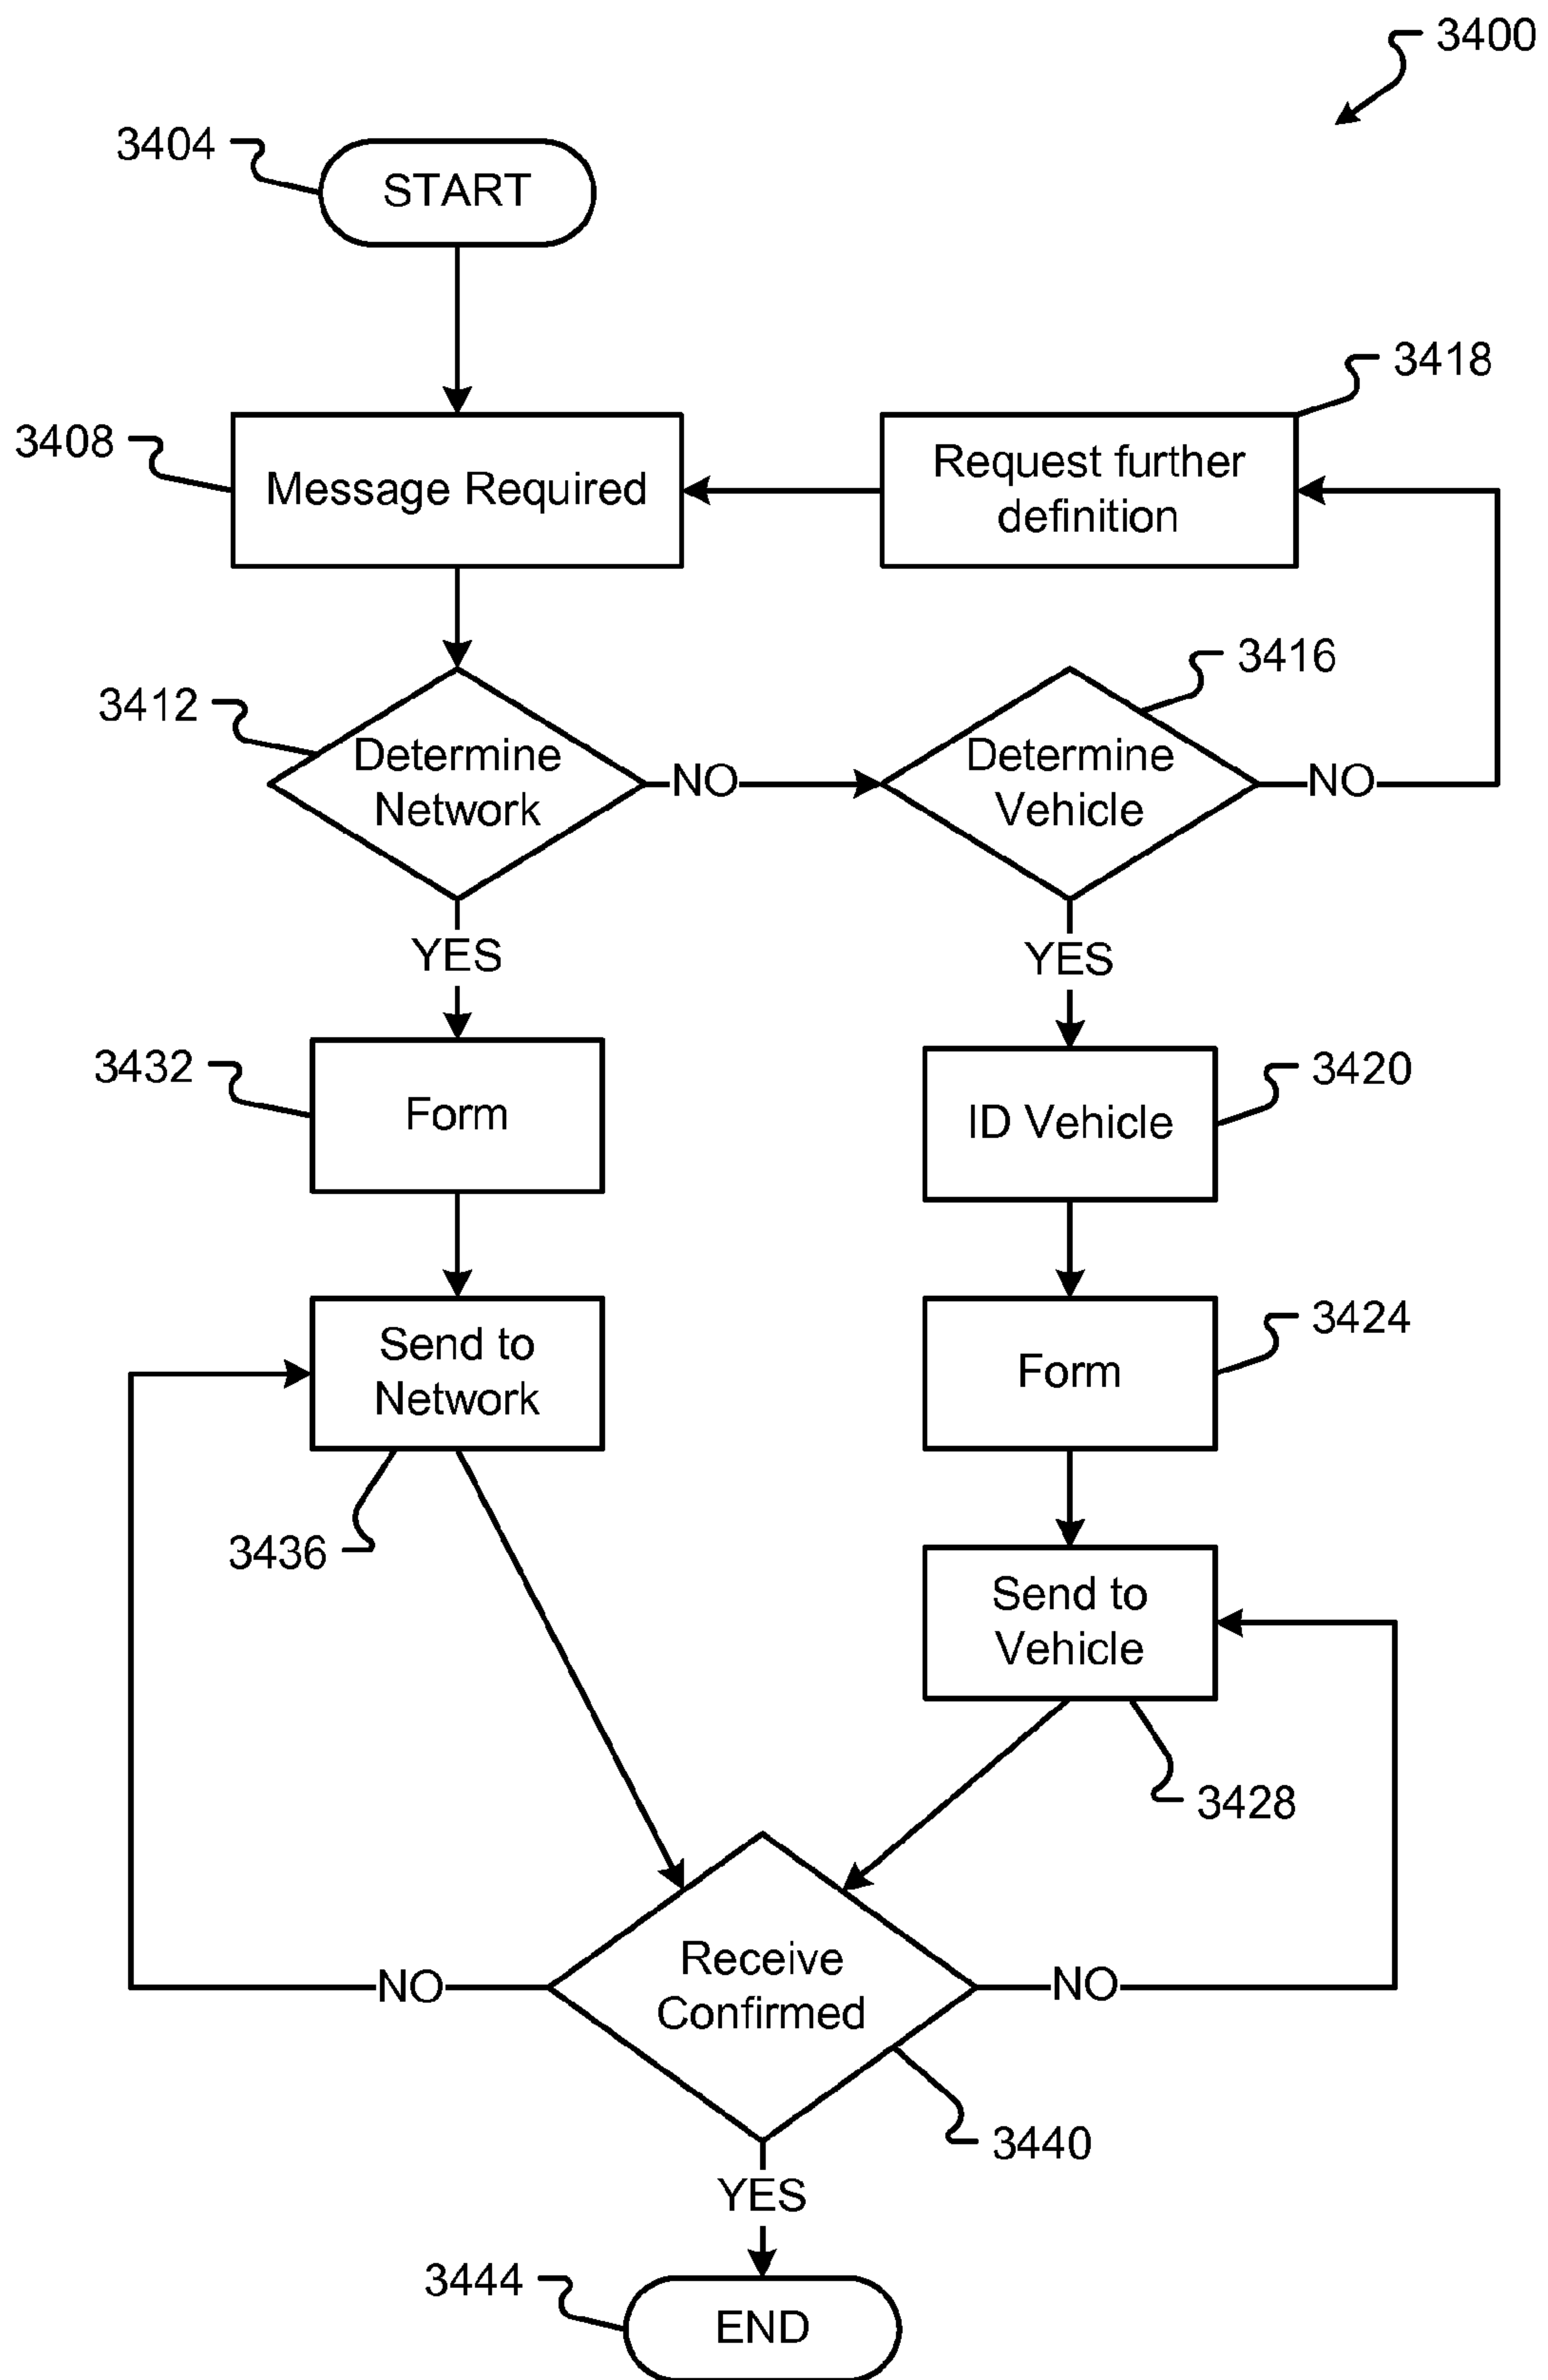 3400
3404
START
3418
3408
Message Required
Request further
definition
3416
3412
Determine
Network
NO
Determine
Vehicle
NO
YES
YES
3432
Form
3420
ID Vehicle
Send to
Network
3424
Form
3436
Send to
Vehicle
3428
Receive
Confirmed
NO
NO
3440
YES
3444
END